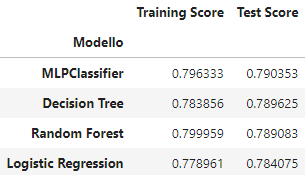 Training Score Test Score
Modello
MLPClassifier 0.796333 0.790353
Decision Tree 0.783856 0.789625
Random Forest 0.799959 0.789083
Logistic Regression 0.778961 0.784075